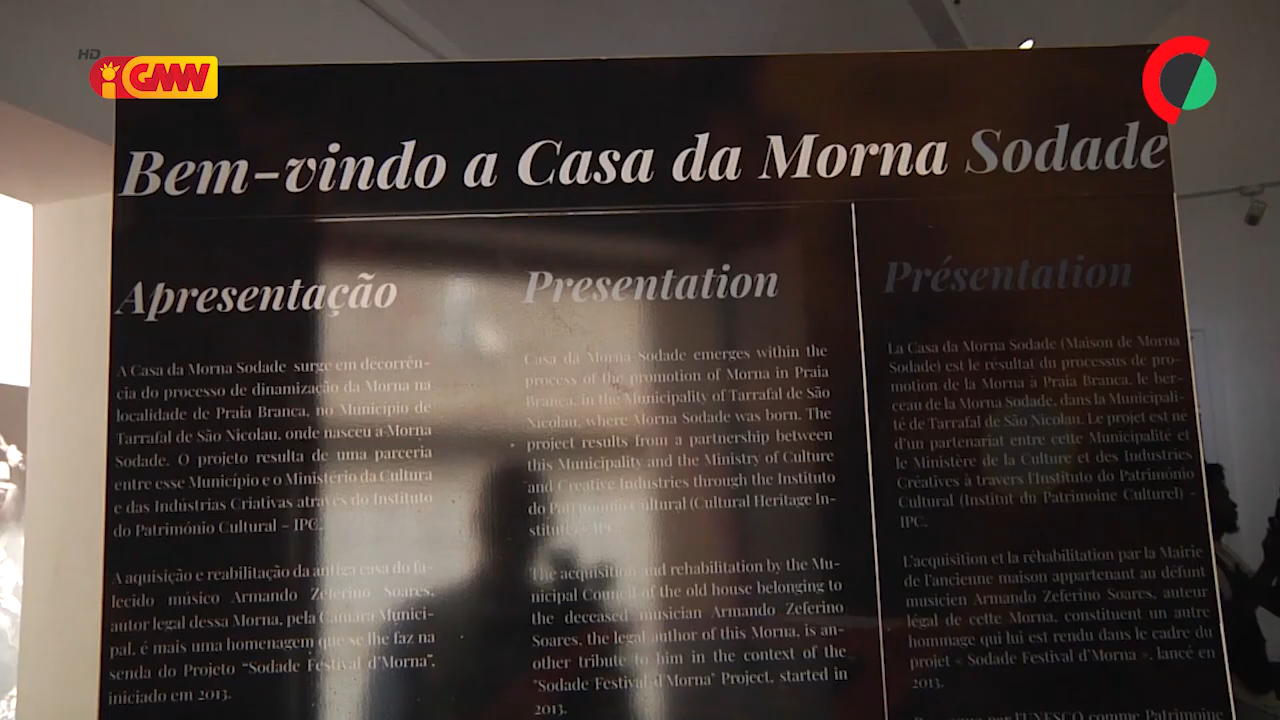 HD
iGMW
Bem-vindo a Casa da Morna Sodade
Apresentação
A Casa da Morna Sodade surge em decorrên-
cia do processo de dinamização da Morna na
localidade de Praia Branca, no Município de
Tarrafal de São Nicolau, onde nasceu a Morna
Sodade. O projeto resulta de uma parceria
entre esse Município e o Ministério da Cultura
e das Indústrias Criativas através do Instituto
do Património Cultural – IPC.
A aquisição e reabilitação da antiga casa do fa-
lecido músico Armando Zeferino Soares,
autor legal dessa Morna, pela Câmara Munici-
pal, é mais uma homenagem que se lhe faz na
senda do Projeto “Sodade Festival d’Morna”,
iniciado em 2013.
Presentation
Casa da Morna Sodade emerges within the
process of the promotion of Morna in Praia
Branca, in the Municipality of Tarrafal de São
Nicolau, where Morna Sodade was born. The
project results from a partnership between
this Municipality and the Ministry of Culture
and Creative Industries through the Instituto
do Património Cultural (Cultural Heritage In-
stitute) - IPC.
The acquisition and rehabilitation by the Mu-
nicipal Council of the old house belonging to
the deceased musician Armando Zeferino
Soares, the legal author of this Morna, is an-
other tribute to him in the context of the
"Sodade Festival d'Morna" Project, started in
2013.
Présentation
La Casa da Morna Sodade (Maison de Morna
Sodade) est le résultat du processus de pro-
motion de la Morna à Praia Branca, le ber-
ceau de la Morna Sodade, dans la Municipali-
té de Tarrafal de São Nicolau. Le projet est né
d'un partenariat entre cette Municipalité et
le Ministère de la Culture et des Industries
Créatives à travers l'Instituto do Património
Cultural (Institut du Patrimoine Culturel) -
IPC.
L'acquisition et la réhabilitation par la Mairie
de l'ancienne maison appartenant au défunt
musicien Armando Zeferino Soares, auteur
légal de cette Morna, constituent un autre
hommage qui lui est rendu dans le cadre du
projet « Sodade Festival d'Morna », lancé en
2013.
par l'UNESCO comme Patrimoine